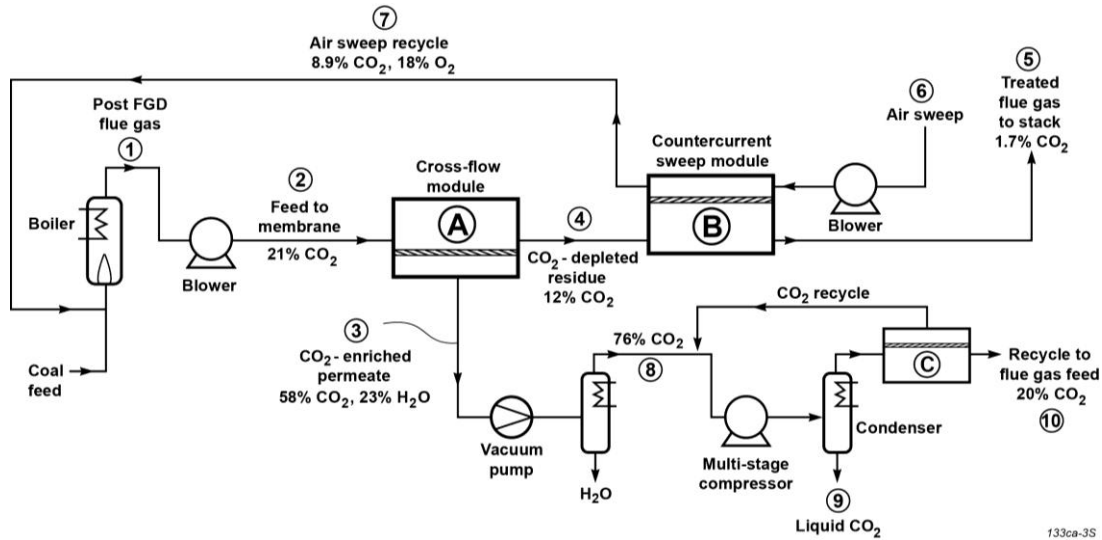 ⑦
Air sweep recycle
8.9% CO₂, 18% O₂
Post FGD
flue gas
①
Boiler
Coal
feed
Blower
②
Feed to
membrane
21% CO₂
Cross-flow
module
A
④
CO₂ - depleted
residue
12% CO₂
Countercurrent
sweep module
B
⑥
Air sweep
Blower
⑤
Treated
flue gas
to stack
1.7% CO₂
③
CO₂ - enriched
permeate
58% CO₂, 23% H₂O
Vacuum
pump
76% CO₂
⑧
H₂O
CO₂ recycle
Multi-stage
compressor
Condenser
⑨
Liquid CO₂
C
Recycle to
flue gas feed
20% CO₂
⑩
133ca-3S